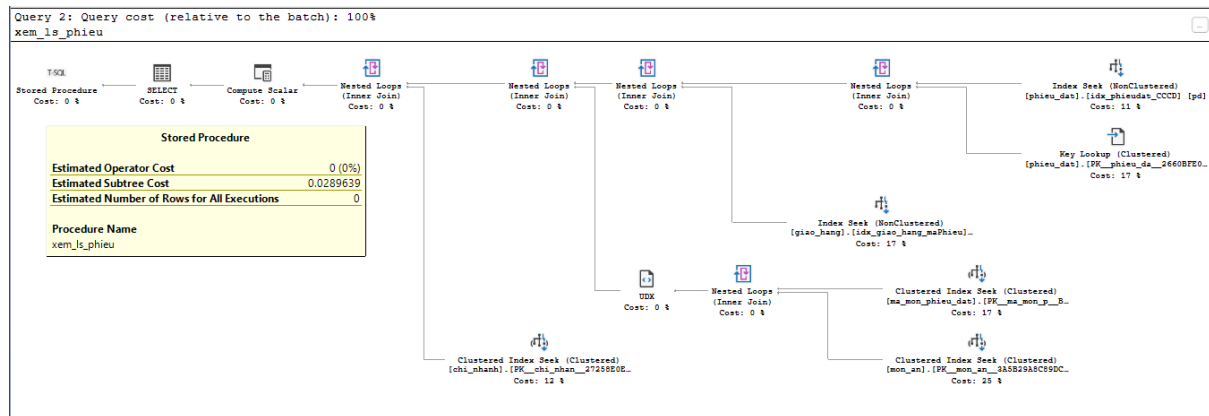 Query 2: Query cost (relative to the batch): 100%
xem_ls_phieu
...
T-SQL
Stored Procedure
Cost: 0 %
SELECT
Cost: 0 %
Compute Scalar
Cost: 0 %
Nested Loops
(Inner Join)
Cost: 0 %
Nested Loops
(Inner Join)
Cost: 0 %
Nested Loops
(Inner Join)
Cost: 0 %
Nested Loops
(Inner Join)
Cost: 0 %
Index Seek (NonClustered)
[phieu_dat].[idx_phieudat_CCCD] [pd]
Cost: 11 %
Key Lookup (Clustered)
[phieu_dat].[PK__phieu_da__2660BFE0…
Cost: 17 %
Stored Procedure
Estimated Operator Cost 0 (0%)
Estimated Subtree Cost 0.0289639
Estimated Number of Rows for All Executions 0
Procedure Name
xem_ls_phieu
Index Seek (NonClustered)
[giao_hang].[idx_giao_hang_maPhieu]…
Cost: 17 %
UDX
Cost: 0 %
Nested Loops
(Inner Join)
Cost: 0 %
Clustered Index Seek (Clustered)
[ma_mon_phieu_dat].[PK__ma_mon_p__B…
Cost: 17 %
Clustered Index Seek (Clustered)
[chi_nhanh].[PK__chi_nhan__27258E0E…
Cost: 12 %
Clustered Index Seek (Clustered)
[mon_an].[PK__mon_an__3A5B29A8C89DC…
Cost: 25 %